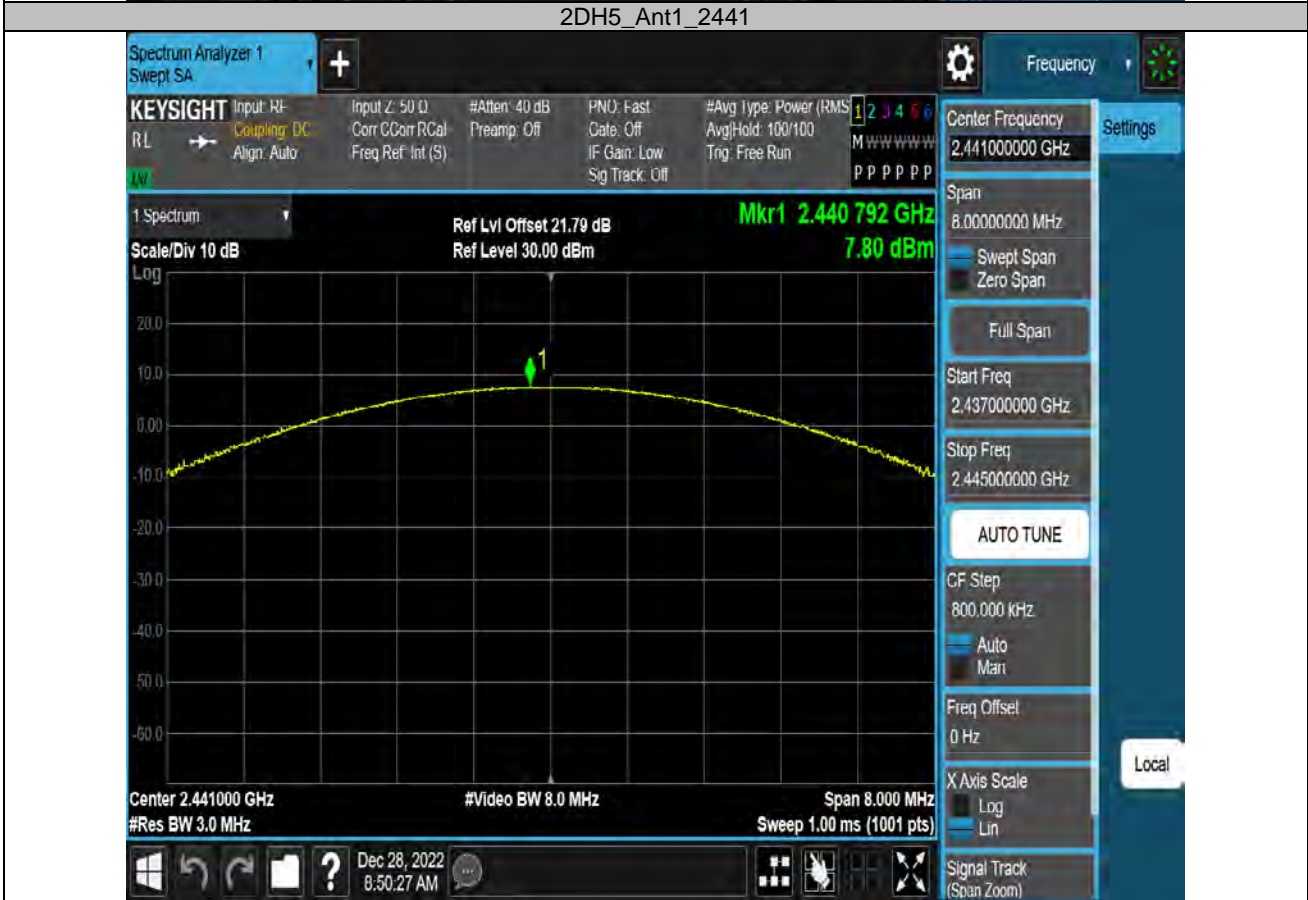 2DH5_Ant1_2441
Spectrum Analyzer 1
Swept SA
+
Frequency
KEYSIGHT
RL
Input: RF
Coupling: DC
Align: Auto
Input Z: 50 Ω
Corr CCorr RCal
Freq Ref: Int (S)
#Atten: 40 dB
Preamp: Off
PNO: Fast
Gate: Off
IF Gain: Low
Sig Track: Off
#Avg Type: Power (RMS
Avg|Hold: 100/100
Trig: Free Run
1 2 3 4 5 6
M W W W W W
P P P P P P
1 Spectrum
Scale/Div 10 dB
Ref Lvl Offset 21.79 dB
Ref Level 30.00 dBm
Mkr1 2.440 792 GHz
7.80 dBm
Log
20.0
10.0
0.00
-10.0
-20.0
-30.0
-40.0
-50.0
-60.0
1
Center 2.441000 GHz
#Res BW 3.0 MHz
#Video BW 8.0 MHz
Span 8.000 MHz
Sweep 1.00 ms (1001 pts)
Center Frequency
2.441000000 GHz
Settings
Span
8.00000000 MHz
Swept Span
Zero Span
Full Span
Start Freq
2.437000000 GHz
Stop Freq
2.445000000 GHz
AUTO TUNE
CF Step
800.000 kHz
Auto
Man
Freq Offset
0 Hz
X Axis Scale
Log
Lin
Local
Signal Track
(Span Zoom)
?
Dec 28, 2022
8:50:27 AM